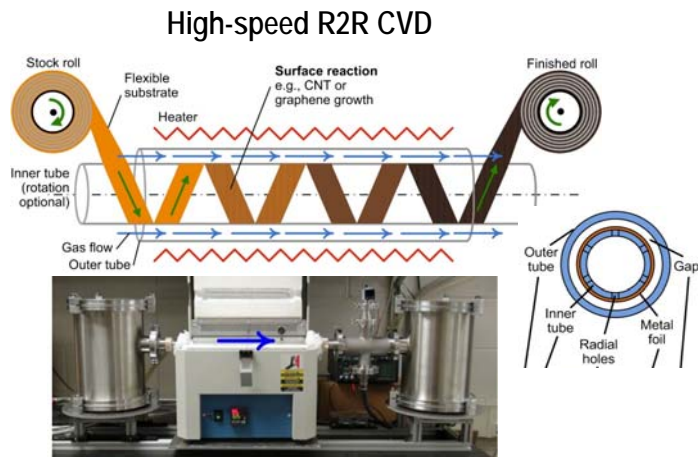 High-speed R2R CVD
Stock roll
Flexible
substrate
Surface reaction
e.g., CNT or
graphene growth
Finished roll
Heater
Inner tube
(rotation
optional)
Gas flow
Outer tube
Outer
tube
Gap
Inner
tube
Radial
holes
Metal
foil